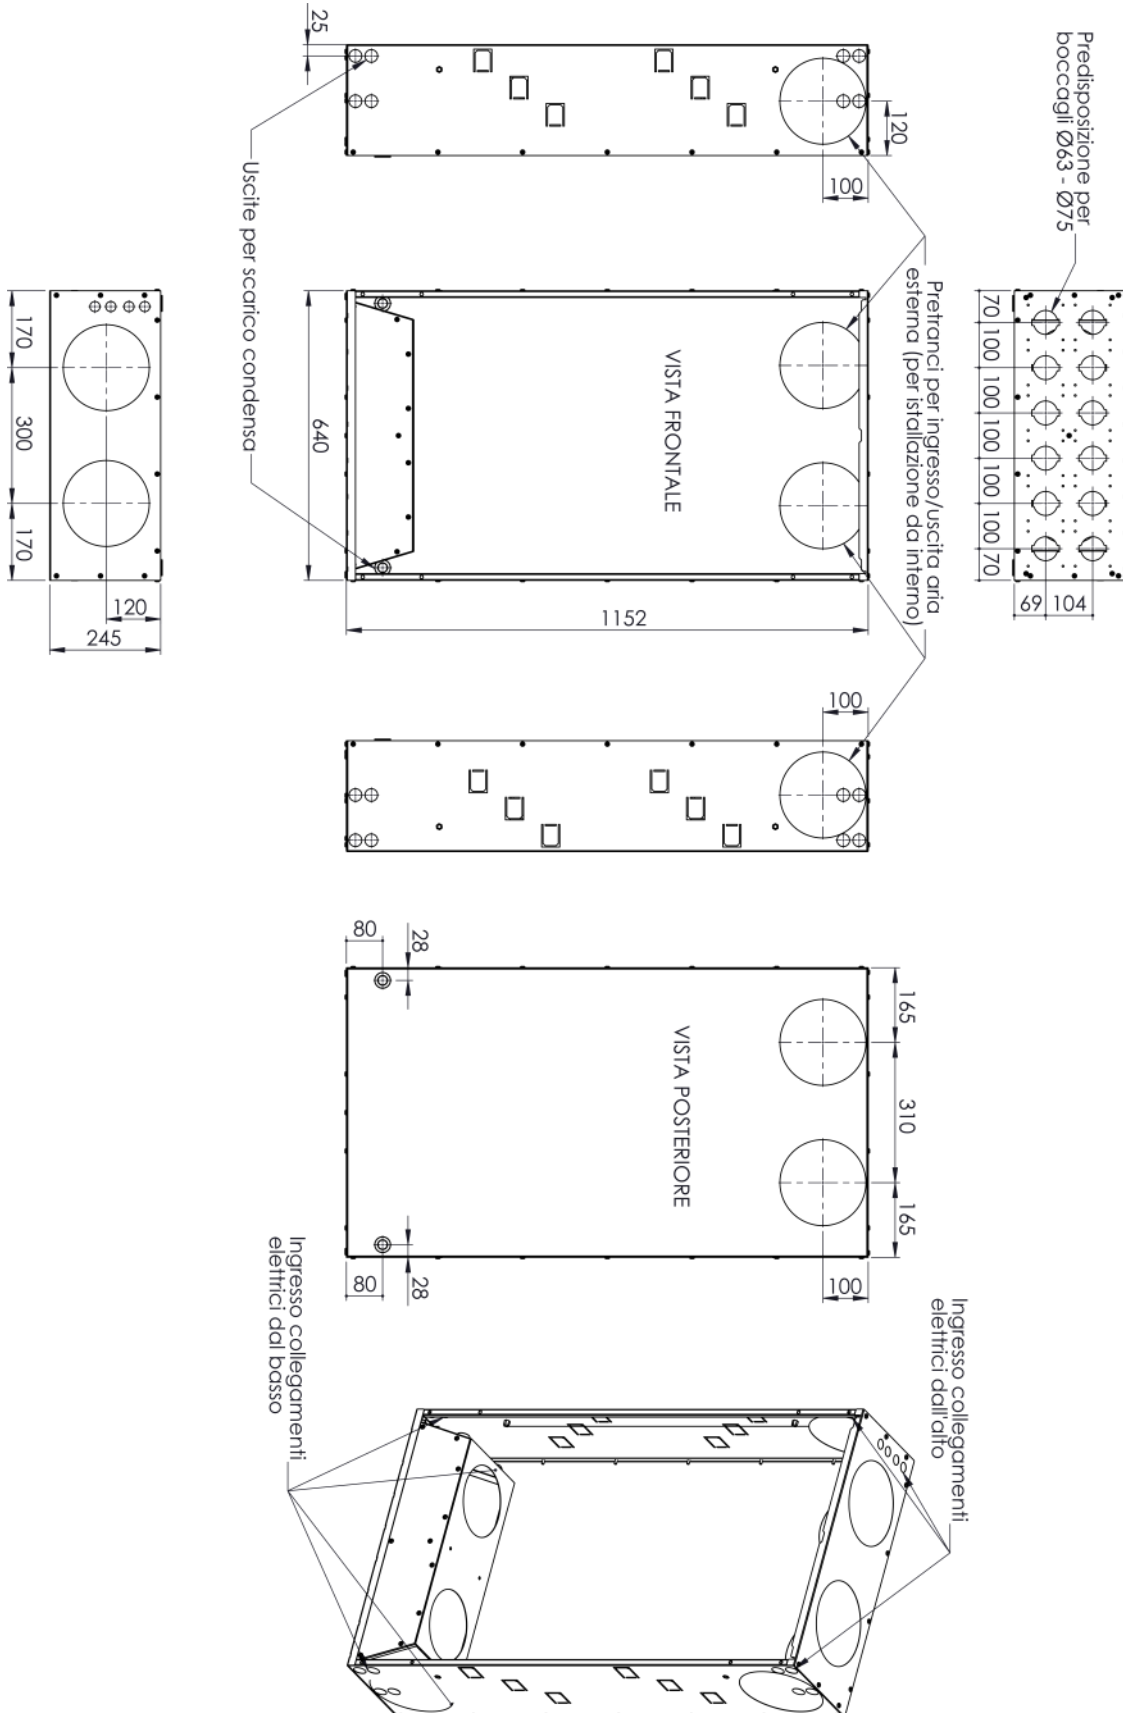 Predisposizione per
boccagli Ø63 - Ø75
70
100
100
100
100
100
70
69
104
25
120
100
Pretranci per ingresso/uscita aria
esterna (per istallazione da interno)
VISTA FRONTALE
Uscite per scarico condensa
640
1152
170
300
170
120
245
100
165
310
165
100
VISTA POSTERIORE
80
28
80
28
Ingresso collegamenti
elettrici dall'alto
Ingresso collegamenti
elettrici dal basso